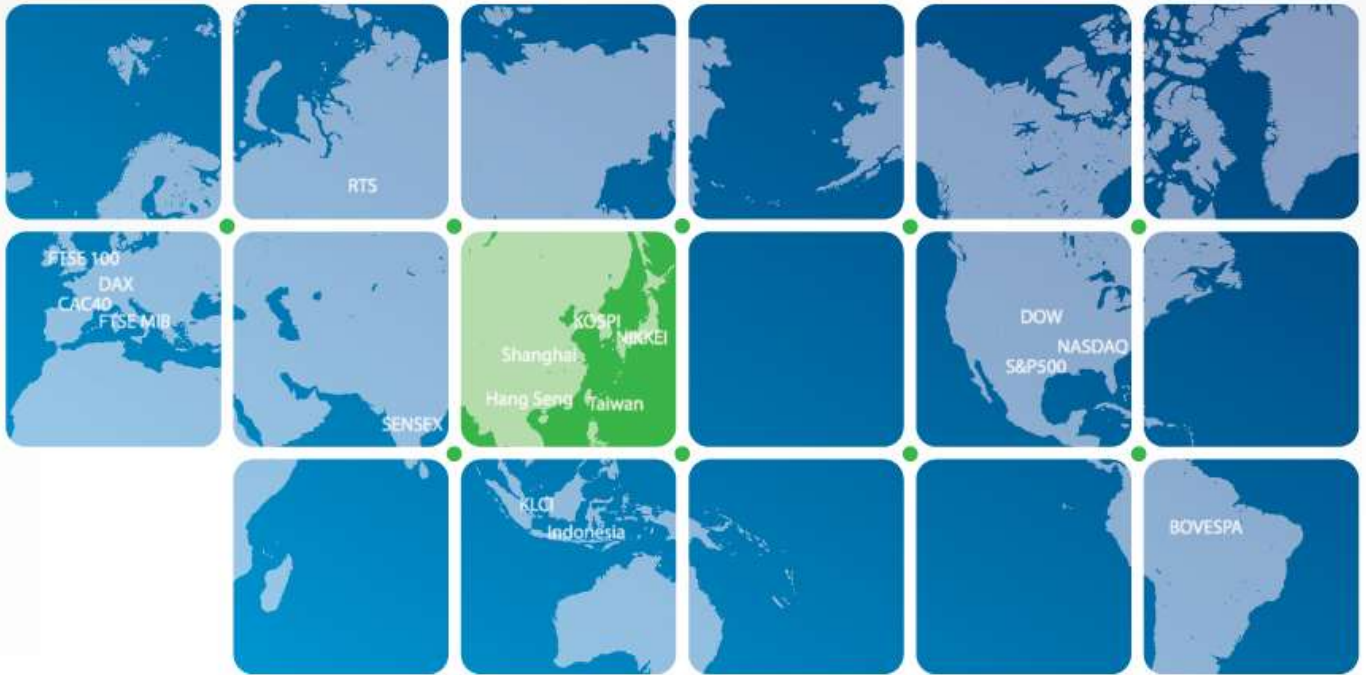 RTS
FTSE 100
DAX
CAC40
FTSE MIB
SENSEX
KOSPI
NIKKEI
Shanghai
Hang Seng
Taiwan
DOW
NASDAQ
S&P500
KLCI
Indonesia
BOVESPA